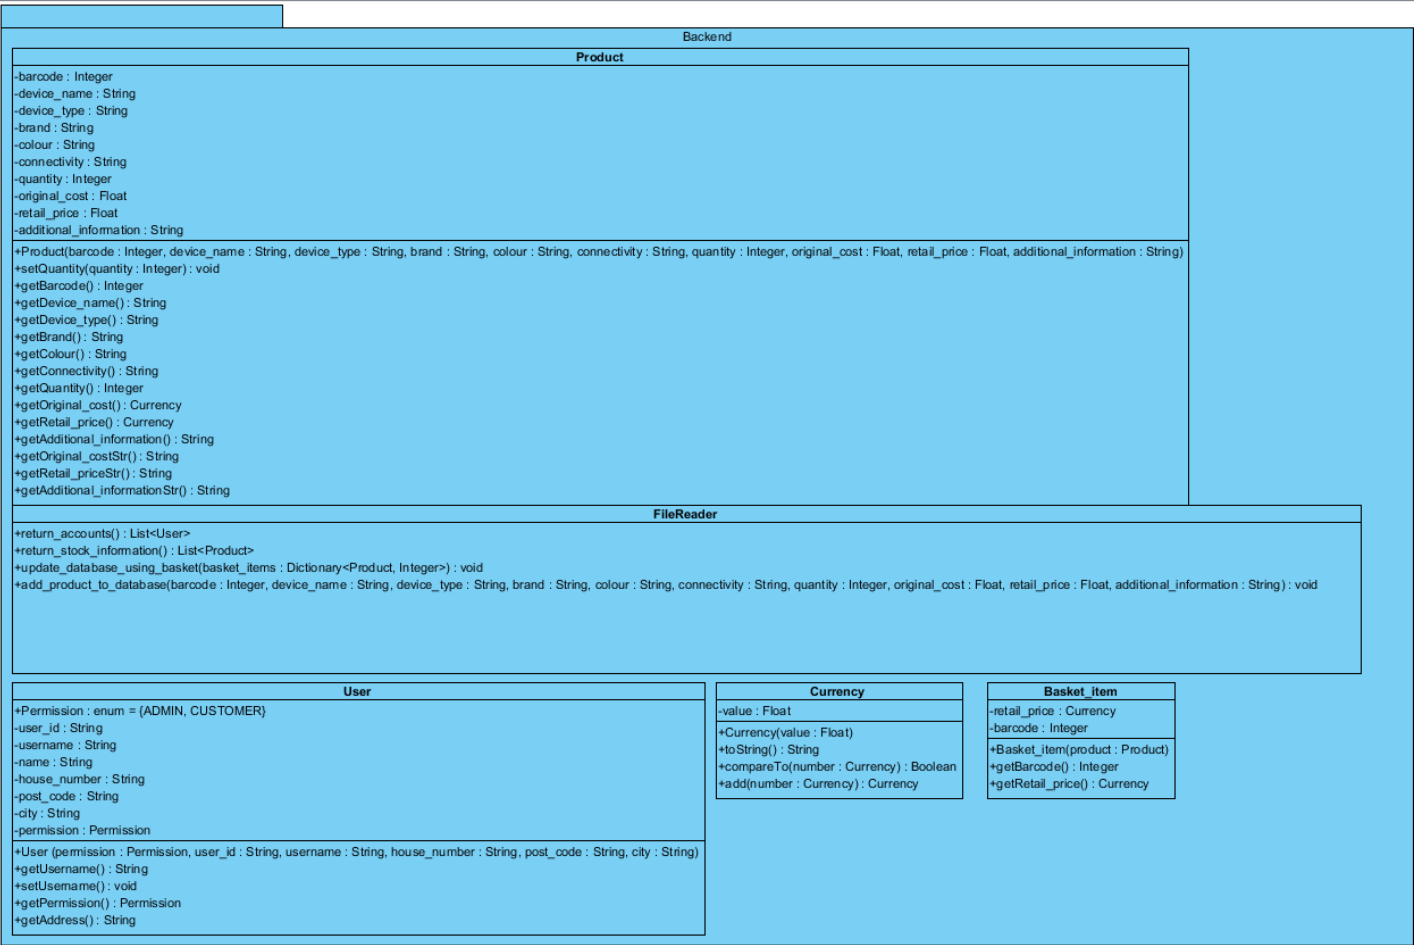 Backend
Product
-barcode : Integer
-device_name : String
-device_type : String
-brand : String
-colour : String
-connectivity : String
-quantity : Integer
-original_cost : Float
-retail_price : Float
-additional_information : String
+Product(barcode : Integer, device_name : String, device_type : String, brand : String, colour : String, connectivity : String, quantity : Integer, original_cost : Float, retail_price : Float, additional_information : String)
+setQuantity(quantity : Integer) : void
+getBarcode() : Integer
+getDevice_name() : String
+getDevice_type() : String
+getBrand() : String
+getColour() : String
+getConnectivity() : String
+getQuantity() : Integer
+getOriginal_cost() : Currency
+getRetail_price() : Currency
+getAdditional_information() : String
+getOriginal_costStr() : String
+getRetail_priceStr() : String
+getAdditional_informationStr() : String
FileReader
+return_accounts() : List<User>
+return_stock_information() : List<Product>
+update_database_using_basket(basket_items : Dictionary<Product, Integer>) : void
+add_product_to_database(barcode : Integer, device_name : String, device_type : String, brand : String, colour : String, connectivity : String, quantity : Integer, original_cost : Float, retail_price : Float, additional_information : String) : void
User
+Permission : enum = {ADMIN, CUSTOMER}
-user_id : String
-username : String
-name : String
-house_number : String
-post_code : String
-city : String
-permission : Permission
+User (permission : Permission, user_id : String, username : String, house_number : String, post_code : String, city : String)
+getUsername() : String
+setUsername() : void
+getPermission() : Permission
+getAddress() : String
Currency
-value : Float
+Currency(value : Float)
+toString() : String
+compareTo(number : Currency) : Boolean
+add(number : Currency) : Currency
Basket_item
-retail_price : Currency
-barcode : Integer
+Basket_item(product : Product)
+getBarcode() : Integer
+getRetail_price() : Currency